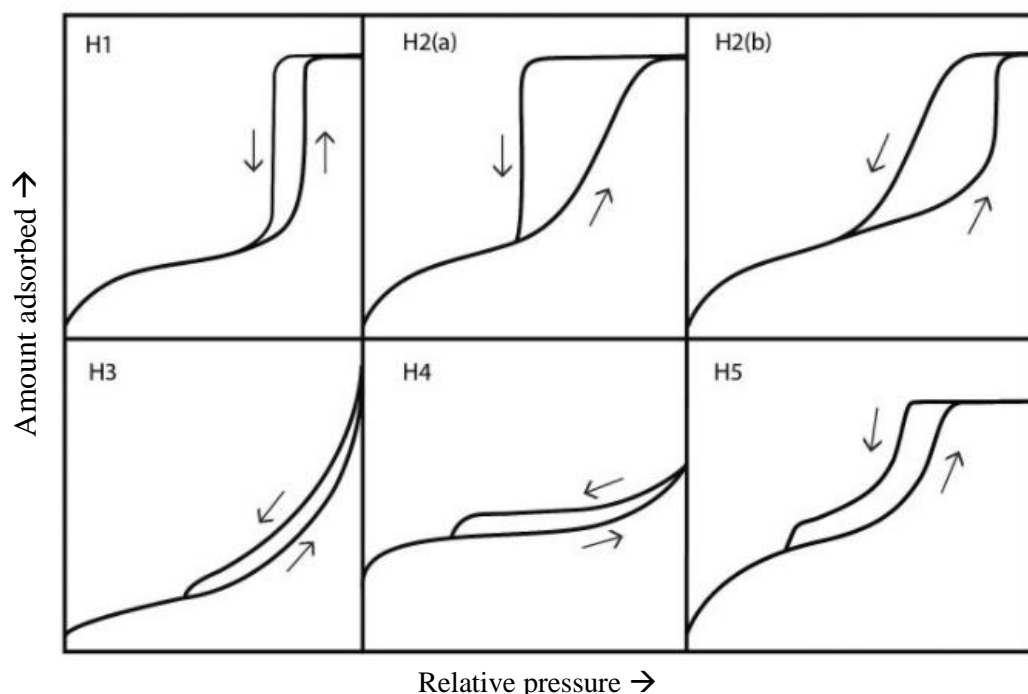 H1
H2(a)
H2(b)
H3
H4
H5
Amount adsorbed →
Relative pressure →